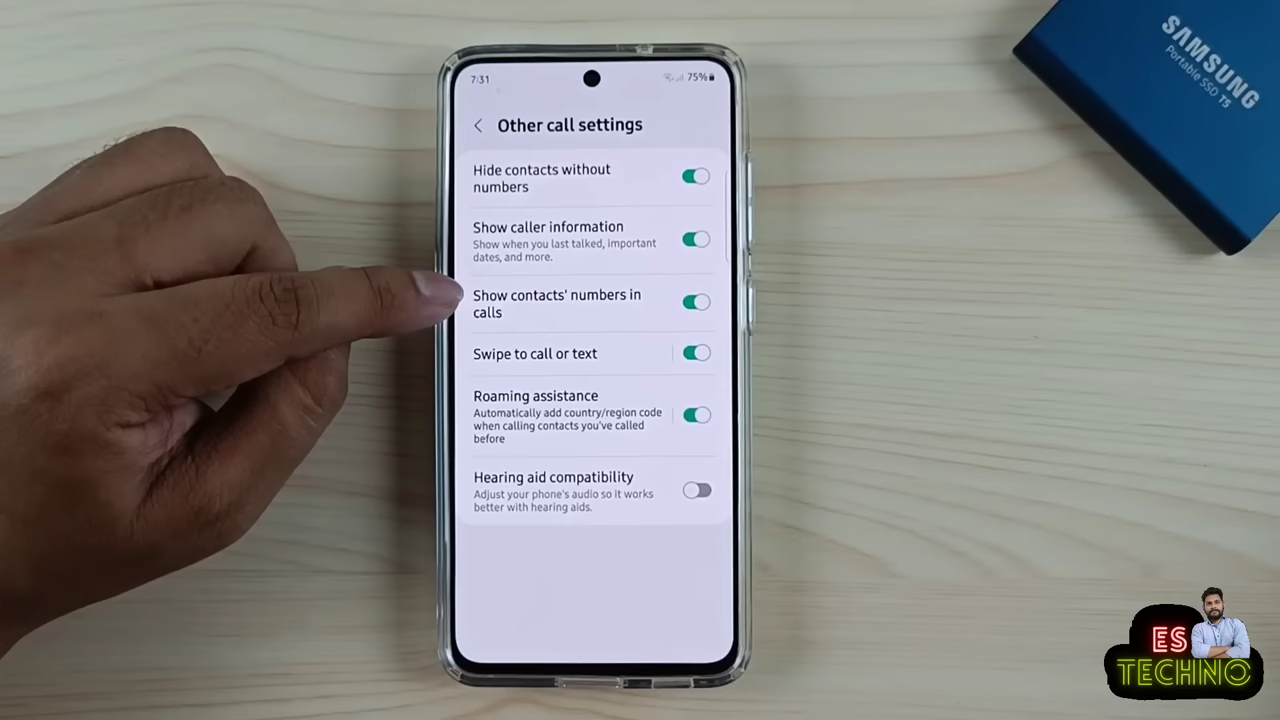 7:31
75%
Other call settings
Hide contacts without
numbers
Show caller information
Show when you last talked, important
dates, and more.
Show contacts' numbers in
calls
Swipe to call or text
Roaming assistance
Automatically add country/region code
when calling contacts you've called
before
Hearing aid compatibility
Adjust your phone's audio so it works
better with hearing aids.
SAMSUNG
Portable SSD T5
ES
TECHNO